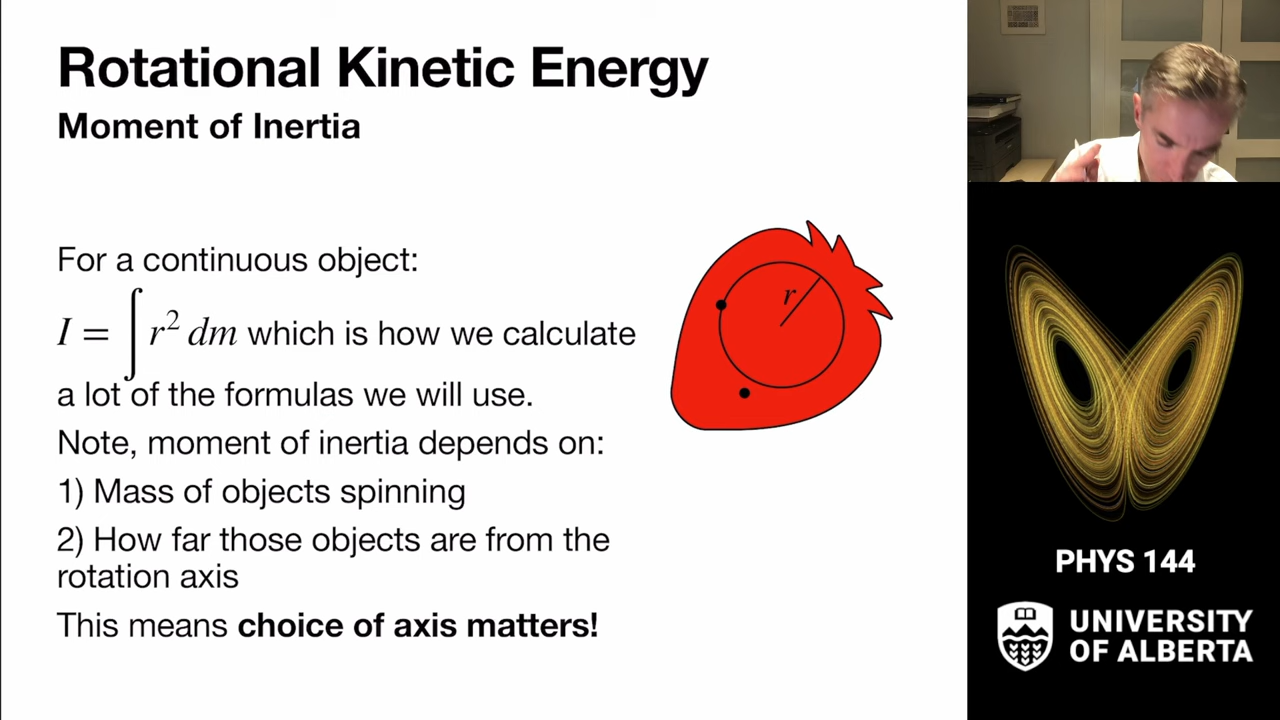 Rotational Kinetic Energy
Moment of Inertia
For a continuous object:
I = ∫ r² dm which is how we calculate
a lot of the formulas we will use.
Note, moment of inertia depends on:
1) Mass of objects spinning
2) How far those objects are from the
rotation axis
This means choice of axis matters!
r
PHYS 144
UNIVERSITY
OF ALBERTA